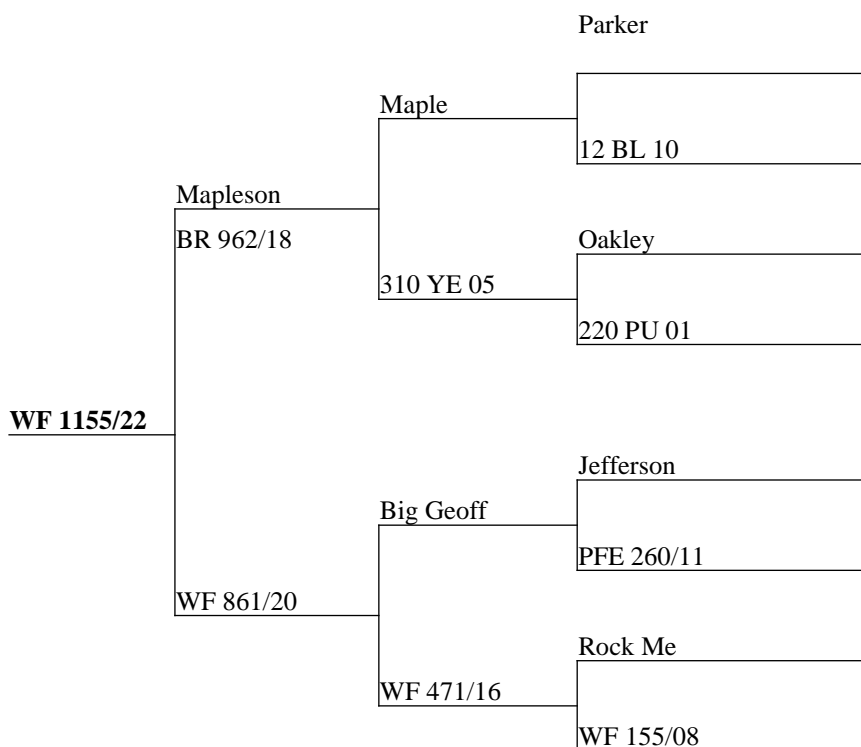 Parker
Maple
12 BL 10
Mapleson
BR 962/18
Oakley
310 YE 05
220 PU 01
WF 1155/22
Jefferson
Big Geoff
PFE 260/11
WF 861/20
Rock Me
WF 471/16
WF 155/08